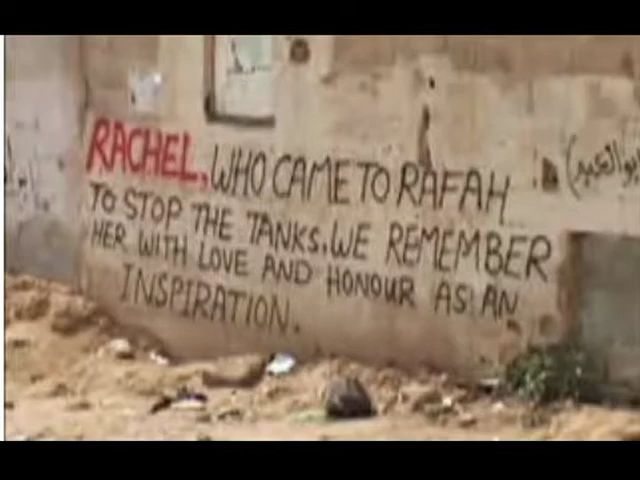 RACHEL, WHO CAME TO RAFAH
TO STOP THE TANKS. WE REMEMBER
HER WITH LOVE AND HONOUR AS AN
INSPIRATION.